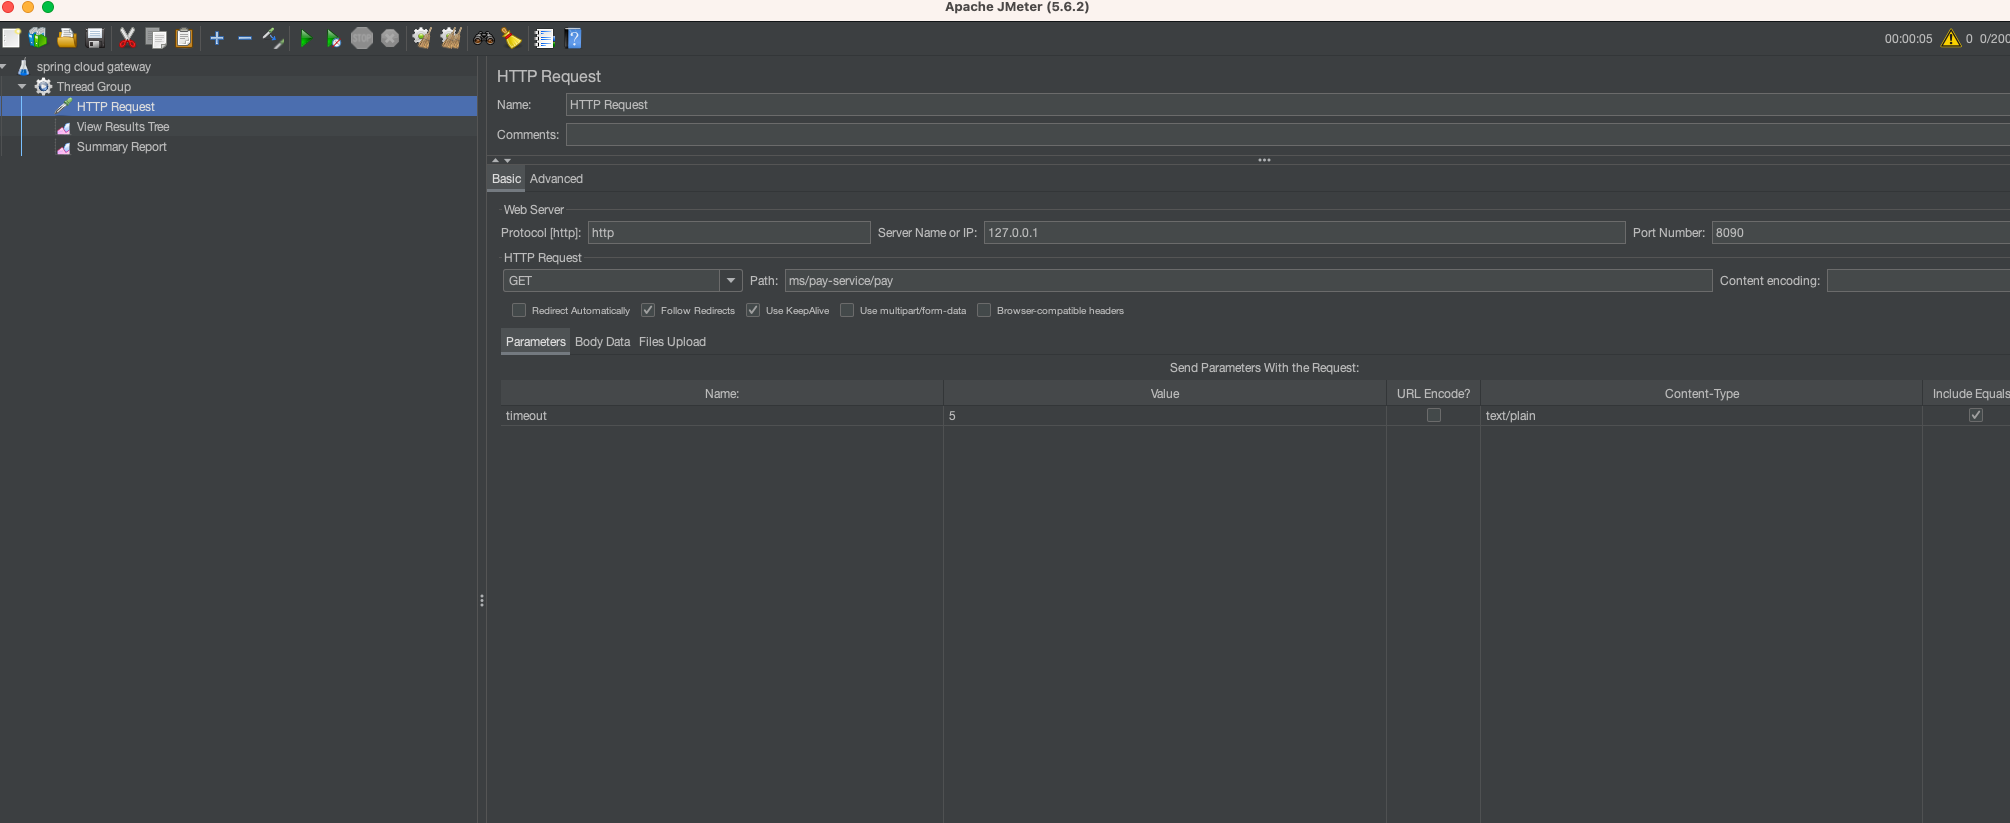 Apache JMeter (5.6.2)
00:00:05 0 0/200
spring cloud gateway
Thread Group
HTTP Request
View Results Tree
Summary Report
HTTP Request
Name: HTTP Request
Comments:
Basic Advanced
Web Server
Protocol [http]: http Server Name or IP: 127.0.0.1 Port Number: 8090
HTTP Request
GET Path: ms/pay-service/pay Content encoding:
Redirect Automatically Follow Redirects Use KeepAlive Use multipart/form-data Browser-compatible headers
Parameters Body Data Files Upload
Send Parameters With the Request:
Name: Value URL Encode? Content-Type Include Equals
timeout 5 text/plain